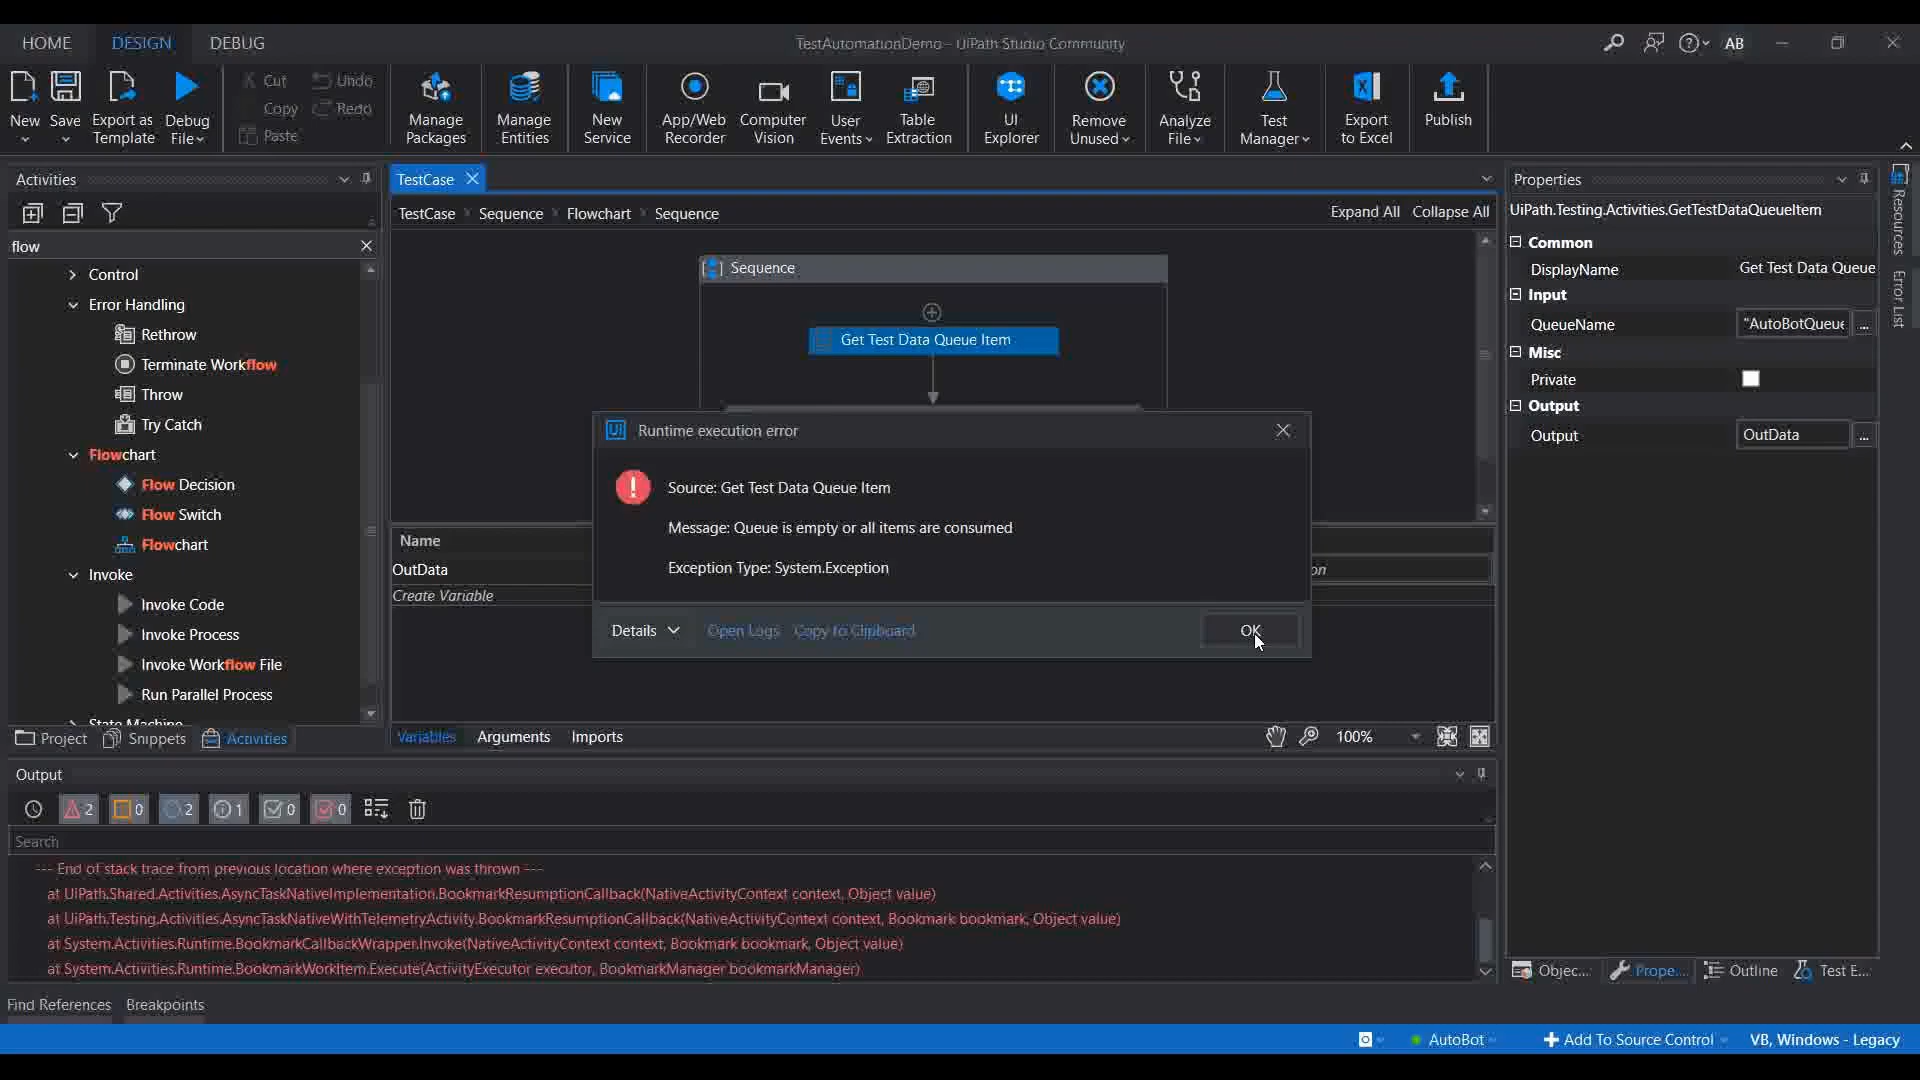 HOME DESIGN DEBUG
TestAutomationDemo - UiPath Studio Community
AB
New
Save
Export as Template
Debug File
Cut
Copy
Paste
Undo
Redo
Manage Packages
Manage Entities
New Service
App/Web Recorder
Computer Vision
User Events
Table Extraction
UI Explorer
Remove Unused
Analyze File
Test Manager
Export to Excel
Publish
Activities
flow
Control
Error Handling
Rethrow
Terminate Workflow
Throw
Try Catch
Flowchart
Flow Decision
Flow Switch
Flowchart
Invoke
Invoke Code
Invoke Process
Invoke Workflow File
Run Parallel Process
State Machine
Project Snippets Activities
TestCase
TestCase Sequence Flowchart Sequence
Expand All Collapse All
Sequence
Get Test Data Queue Item
UI Runtime execution error
Source: Get Test Data Queue Item
Message: Queue is empty or all items are consumed
Exception Type: System.Exception
Details Open Logs Copy to Clipboard OK
Name
OutData
Create Variable
Variables Arguments Imports
100%
Properties
UiPath.Testing.Activities.GetTestDataQueueItem
Common
DisplayName Get Test Data Queue
Input
QueueName "AutoBotQueue ...
Misc
Private
Output
Output OutData ...
Resources
Error List
Objec... Prope... Outline Test E...
Output
2 0 2 1 0 0
Search
--- End of stack trace from previous location where exception was thrown ---
at UiPath.Shared.Activities.AsyncTaskNativeImplementation.BookmarkResumptionCallback(NativeActivityContext context, Object value)
at UiPath.Testing.Activities.AsyncTaskNativeWithTelemetryActivity.BookmarkResumptionCallback(NativeActivityContext context, Bookmark bookmark, Object value)
at System.Activities.Runtime.BookmarkCallbackWrapper.Invoke(NativeActivityContext context, Bookmark bookmark, Object value)
at System.Activities.Runtime.BookmarkWorkItem.Execute(ActivityExecutor executor, BookmarkManager bookmarkManager)
Find References Breakpoints
AutoBot Add To Source Control VB, Windows - Legacy